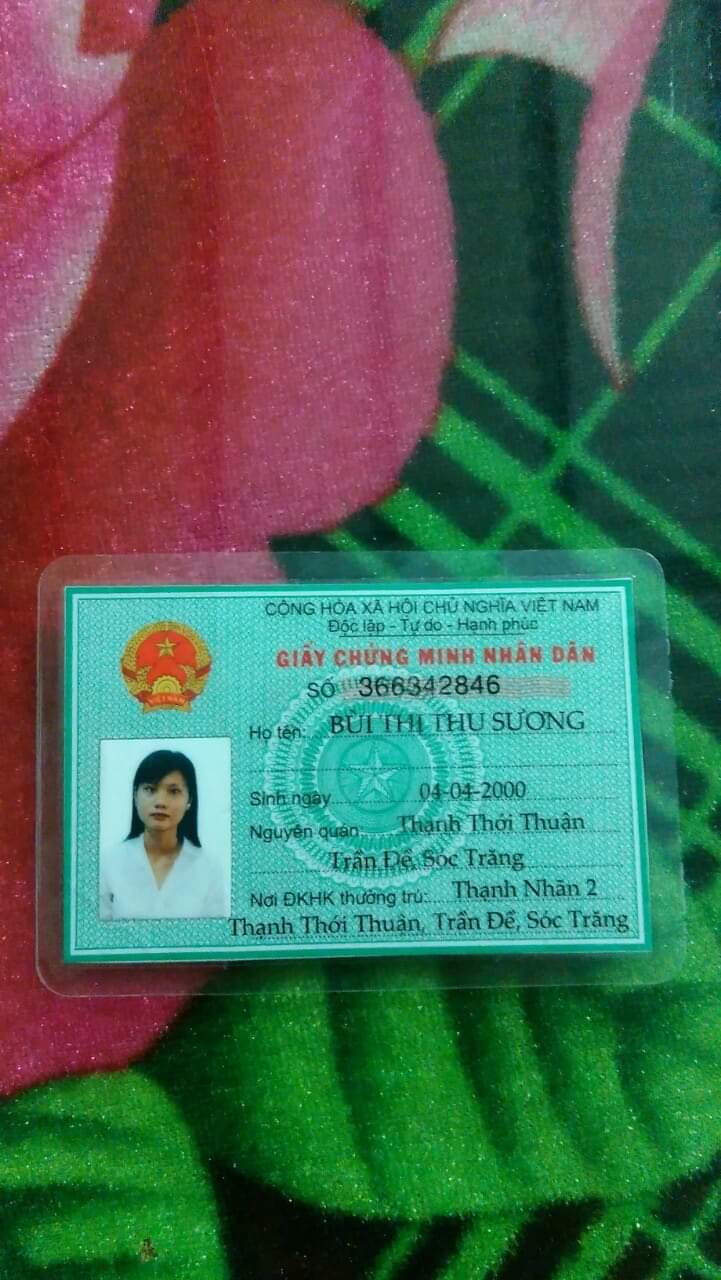 CỘNG HÒA XÃ HỘI CHỦ NGHĨA VIỆT NAM
Độc lập - Tự do - Hạnh phúc
GIẤY CHỨNG MINH NHÂN DÂN
SỐ 366342846
Họ tên: BÙI THỊ THU SƯƠNG
Sinh ngày 04-04-2000
Nguyên quán: Thạnh Thới Thuận
Trần Đề, Sóc Trăng
Nơi ĐKHK thường trú: Thạnh Nhãn 2
Thạnh Thới Thuận, Trần Đề, Sóc Trăng
VIỆT NAM